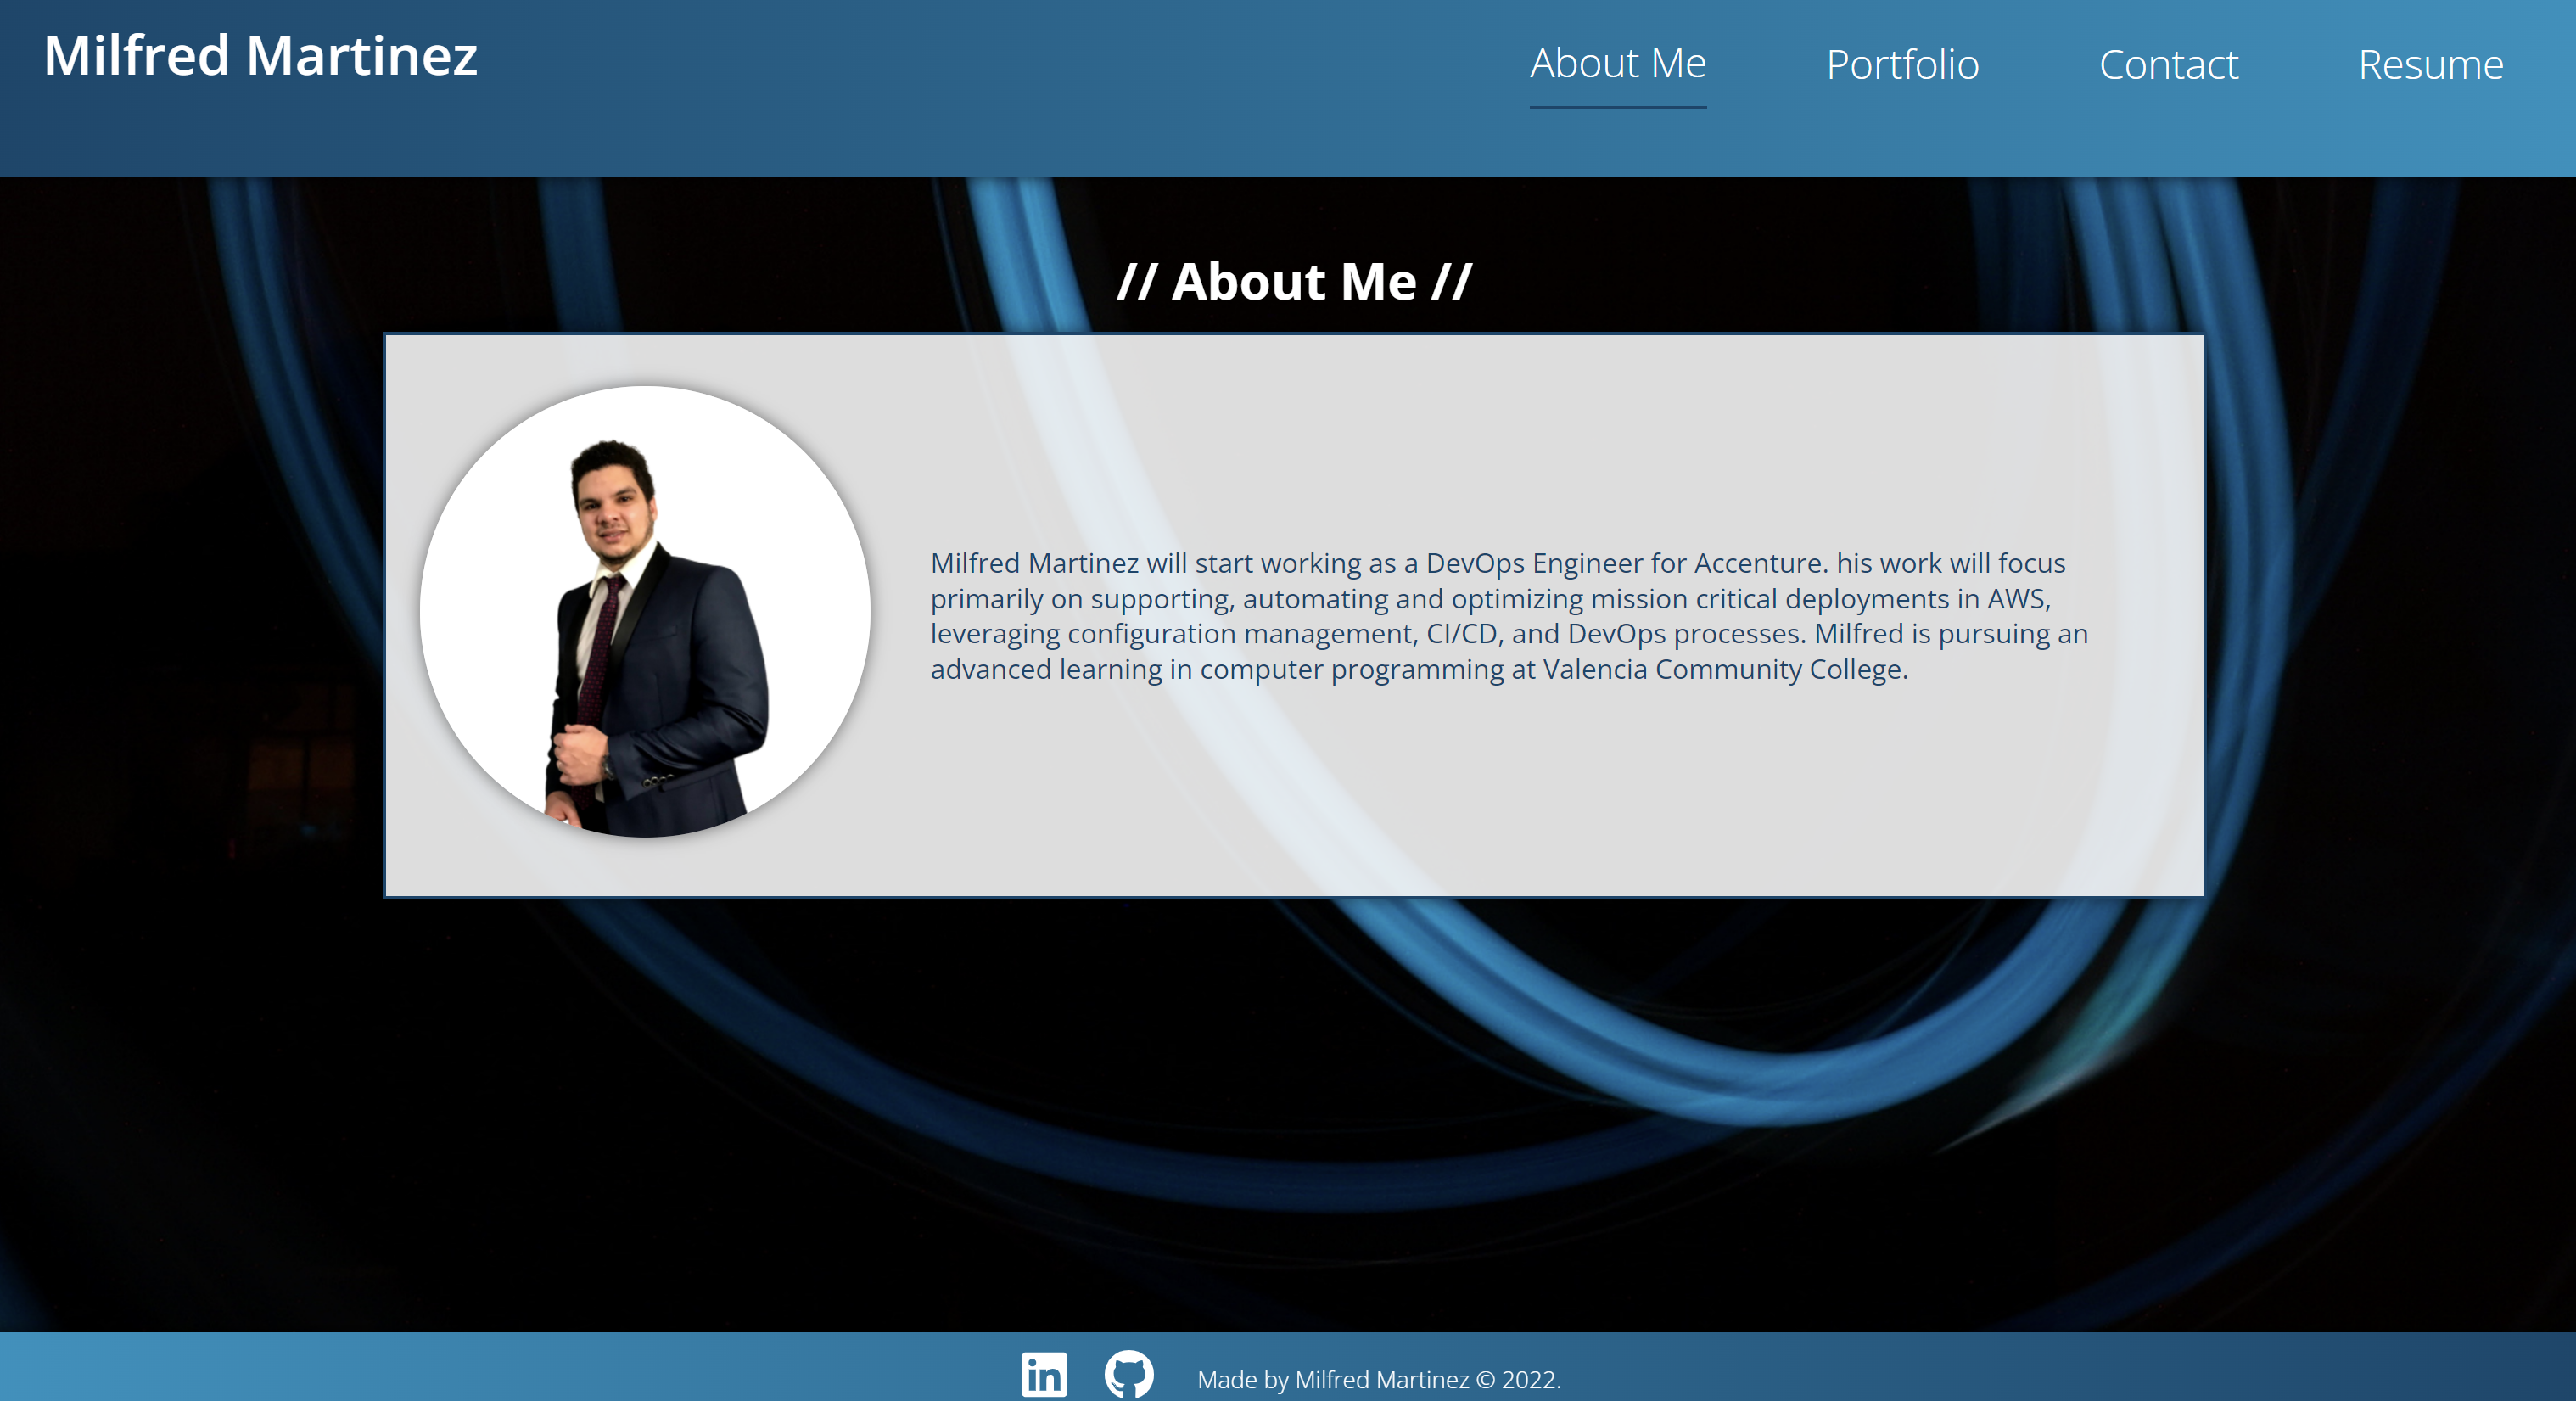 Milfred Martinez
About Me
Portfolio
Contact
Resume
// About Me //
Milfred Martinez will start working as a DevOps Engineer for Accenture. his work will focus
primarily on supporting, automating and optimizing mission critical deployments in AWS,
leveraging configuration management, CI/CD, and DevOps processes. Milfred is pursuing an
advanced learning in computer programming at Valencia Community College.
in
Made by Milfred Martinez © 2022.